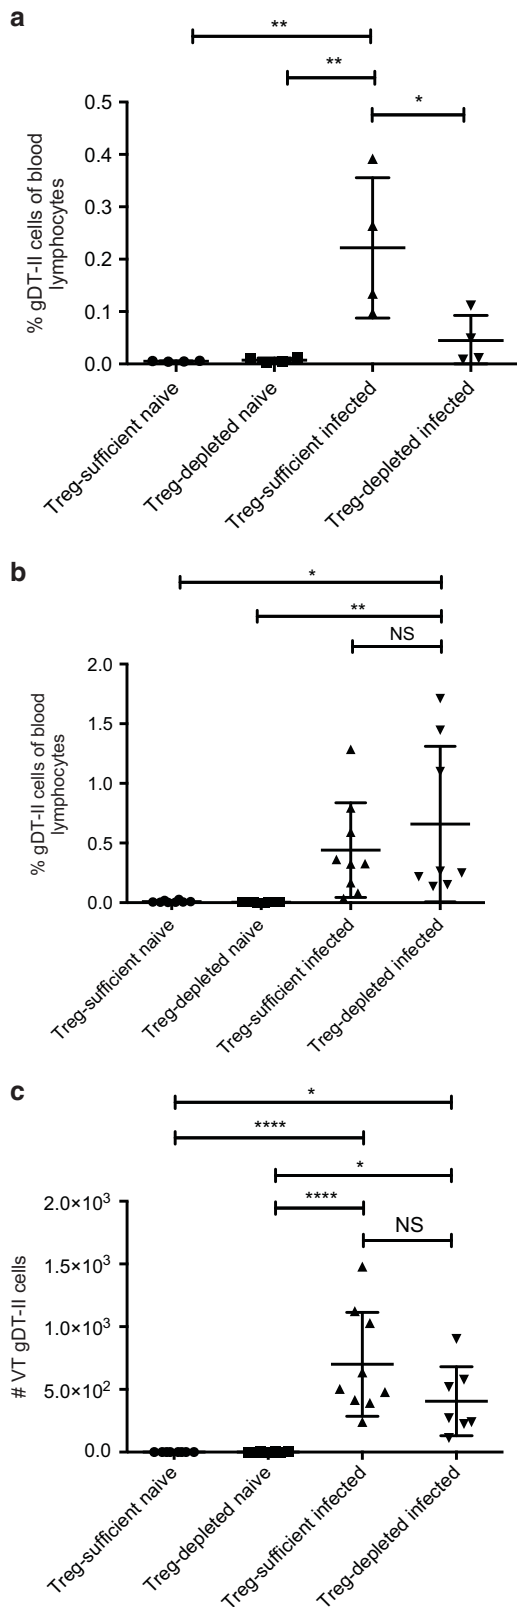 a
**
**
*
0.5
0.4
0.3
0.2
0.1
0.0
% gDT-II cells of blood
lymphocytes
Treg-sufficient naive
Treg-depleted naive
Treg-sufficient infected
Treg-depleted infected
b
*
**
NS
2.0
1.5
1.0
0.5
0.0
% gDT-II cells of blood
lymphocytes
Treg-sufficient naive
Treg-depleted naive
Treg-sufficient infected
Treg-depleted infected
c
*
****
*
****
NS
2.0×10³
1.5×10³
1.0×10³
5.0×10²
0.0
# VT gDT-II cells
Treg-sufficient naive
Treg-depleted naive
Treg-sufficient infected
Treg-depleted infected